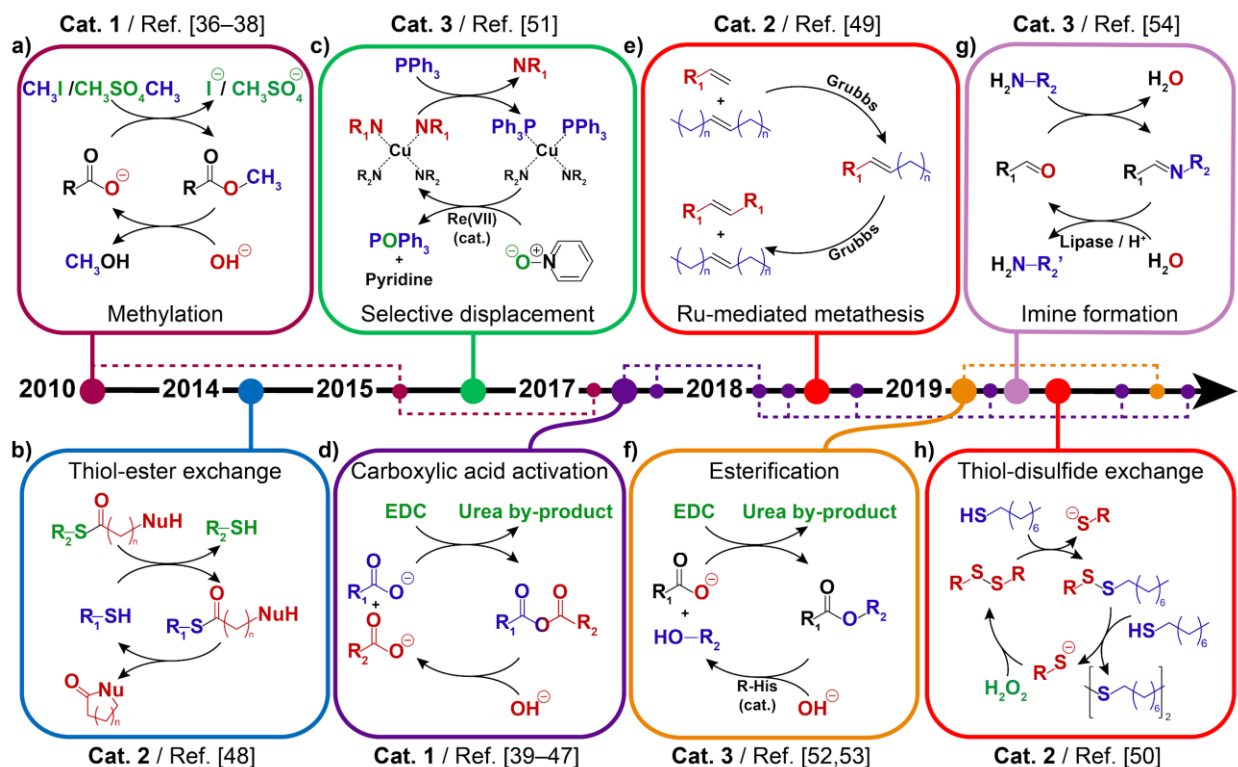 Cat. 1 / Ref. [36–38]
a)
CH₃I /CH₃SO₄CH₃
I⊖/ CH₃SO₄⊖
O
R
O⊖
O
R
O
CH₃
CH₃OH
OH⊖
Methylation
Cat. 3 / Ref. [51]
c)
PPh₃
NR₁
R₁N
NR₁
Cu
R₂N
NR₂
Ph₃P
PPh₃
Cu
R₂N
NR₂
Re(VII)
(cat.)
POPh₃
+
Pyridine
⊖O–N⊕
Selective displacement
Cat. 2 / Ref. [49]
e)
R₁
+
n
n
Grubbs
R₁
n
R₁
R₁
+
n
n
Grubbs
Ru-mediated metathesis
Cat. 3 / Ref. [54]
g)
H₂N–R₂
H₂O
R₁
O
R₁
N
R₂
Lipase / H⁺
H₂N–R₂'
H₂O
Imine formation
2010
2014
2015
2017
2018
2019
b)
Thiol-ester exchange
O
R₂
S
n
NuH
R₂–SH
R₁–SH
O
R₁
S
n
NuH
O
Nu
n
Cat. 2 / Ref. [48]
d)
Carboxylic acid activation
EDC
Urea by-product
O
R₁
O⊖
+
O
R₂
O⊖
O
O
R₁
O
R₂
OH⊖
Cat. 1 / Ref. [39–47]
f)
Esterification
EDC
Urea by-product
O
R₁
O⊖
+
HO–R₂
O
R₁
O
R₂
R-His
(cat.)
OH⊖
Cat. 3 / Ref. [52,53]
h)
Thiol-disulfide exchange
HS
6
⊖S–R
R
S
S
R
R
S
S
6
HS
6
R
S⊖
H₂O₂
S
6
2
Cat. 2 / Ref. [50]